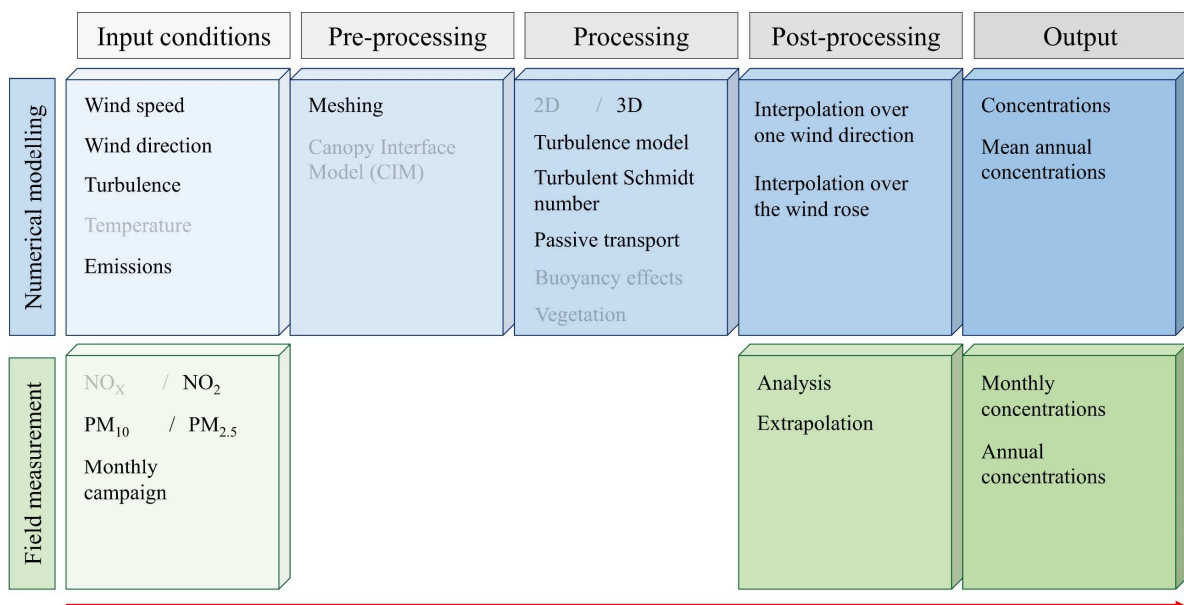 Input conditions
Pre-processing
Processing
Post-processing
Output
Numerical modelling
Wind speed
Wind direction
Turbulence
Temperature
Emissions
Meshing
Canopy Interface
Model (CIM)
2D / 3D
Turbulence model
Turbulent Schmidt
number
Passive transport
Buoyancy effects
Vegetation
Interpolation over
one wind direction
Interpolation over
the wind rose
Concentrations
Mean annual
concentrations
Field measurement
NOX / NO2
PM10 / PM2.5
Monthly
campaign
Analysis
Extrapolation
Monthly
concentrations
Annual
concentrations